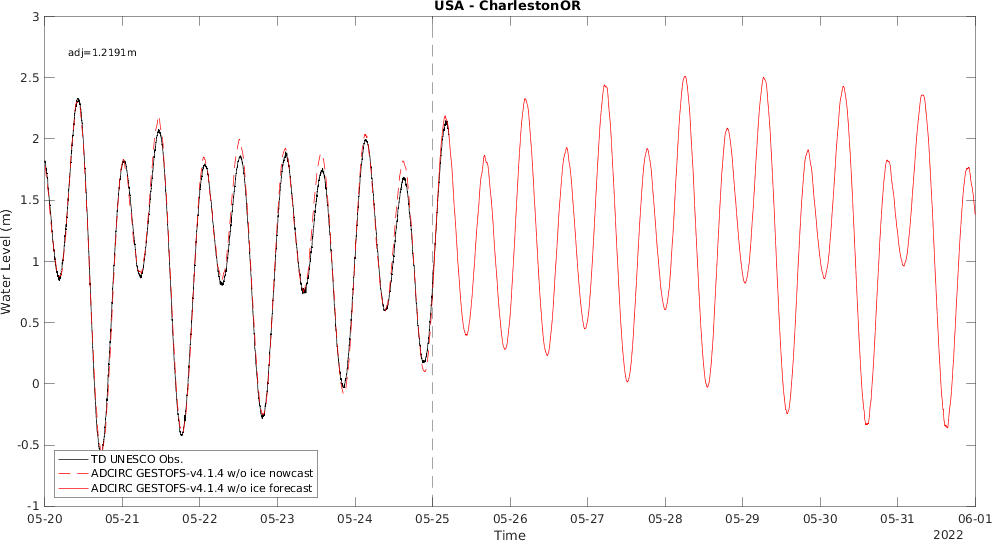 USA - CharlestonOR
adj=1.2191m
3
2.5
2
1.5
1
0.5
0
-0.5
-1
Water Level (m)
TD UNESCO Obs.
ADCIRC GESTOFS-v4.1.4 w/o ice nowcast
ADCIRC GESTOFS-v4.1.4 w/o ice forecast
05-20 05-21 05-22 05-23 05-24 05-25 05-26 05-27 05-28 05-29 05-30 05-31 06-01
Time
2022